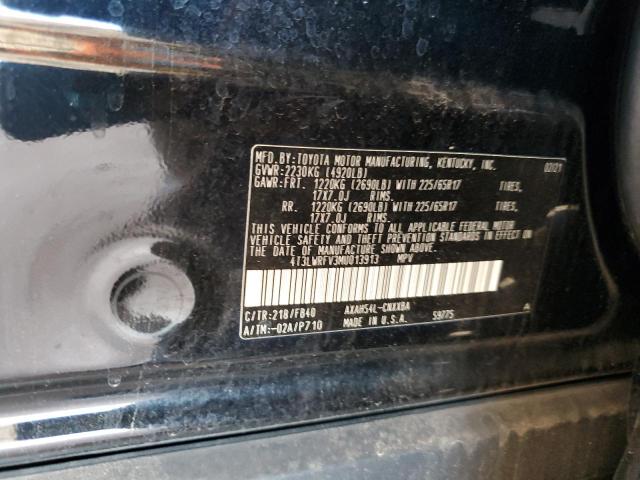 MFD. BY: TOYOTA MOTOR MANUFACTURING, KENTUCKY, INC. 02/21
GVWR: 2230KG (4920LB)
GAWR: FRT. 1220KG (2690LB) WITH 225/65R17 TIRES,
17X7.0J RIMS.
RR. 1220KG (2690LB) WITH 225/65R17 TIRES,
17X7.0J RIMS.
THIS VEHICLE CONFORMS TO ALL APPLICABLE FEDERAL MOTOR
VEHICLE SAFETY AND THEFT PREVENTION STANDARDS IN EFFECT ON
THE DATE OF MANUFACTURE SHOWN ABOVE.
4T3LWRFV3MU013913 MPV
C/TR: 218/FB40 AXAH54L-CNXXBA A
A/TM: -02A/P710 MADE IN U.S.A. 59775